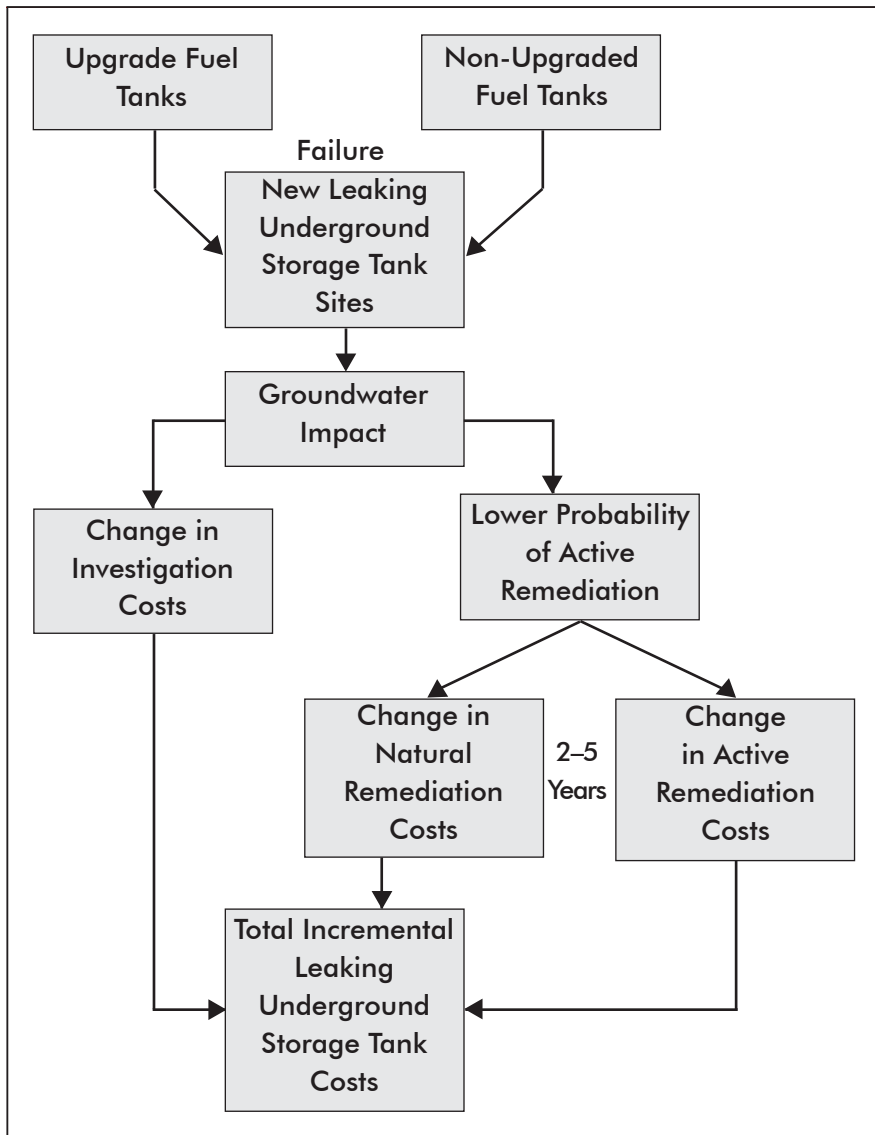 Upgrade Fuel
Tanks
Non-Upgraded
Fuel Tanks
Failure
New Leaking
Underground
Storage Tank
Sites
Groundwater
Impact
Change in
Investigation
Costs
Lower Probability
of Active
Remediation
Change in
Natural
Remediation
Costs
2–5
Years
Change
in Active
Remediation
Costs
Total Incremental
Leaking
Underground
Storage Tank
Costs